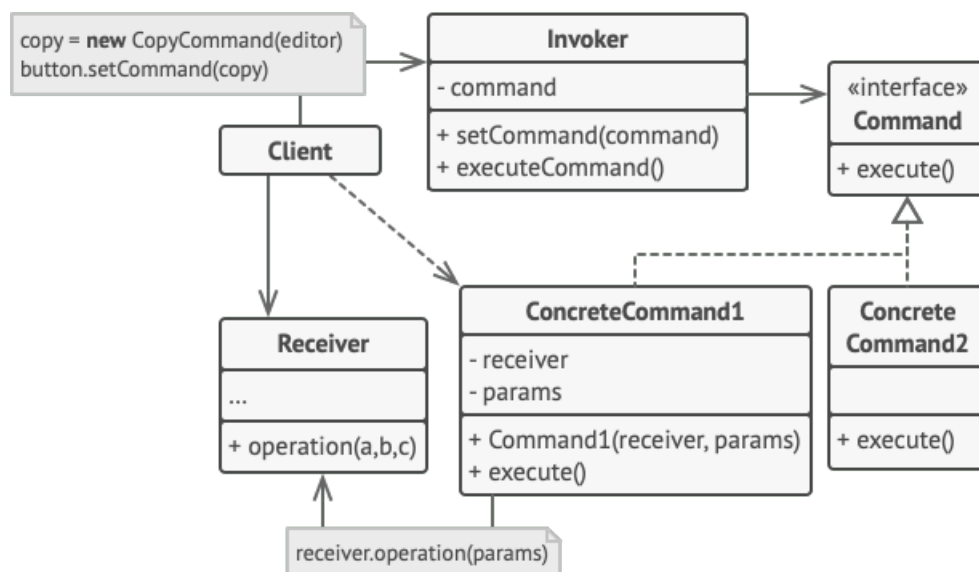 copy = new CopyCommand(editor)
button.setCommand(copy)
Invoker
- command
+ setCommand(command)
+ executeCommand()
«interface»
Command
+ execute()
Client
Receiver
...
+ operation(a,b,c)
ConcreteCommand1
- receiver
- params
+ Command1(receiver, params)
+ execute()
Concrete
Command2
+ execute()
receiver.operation(params)